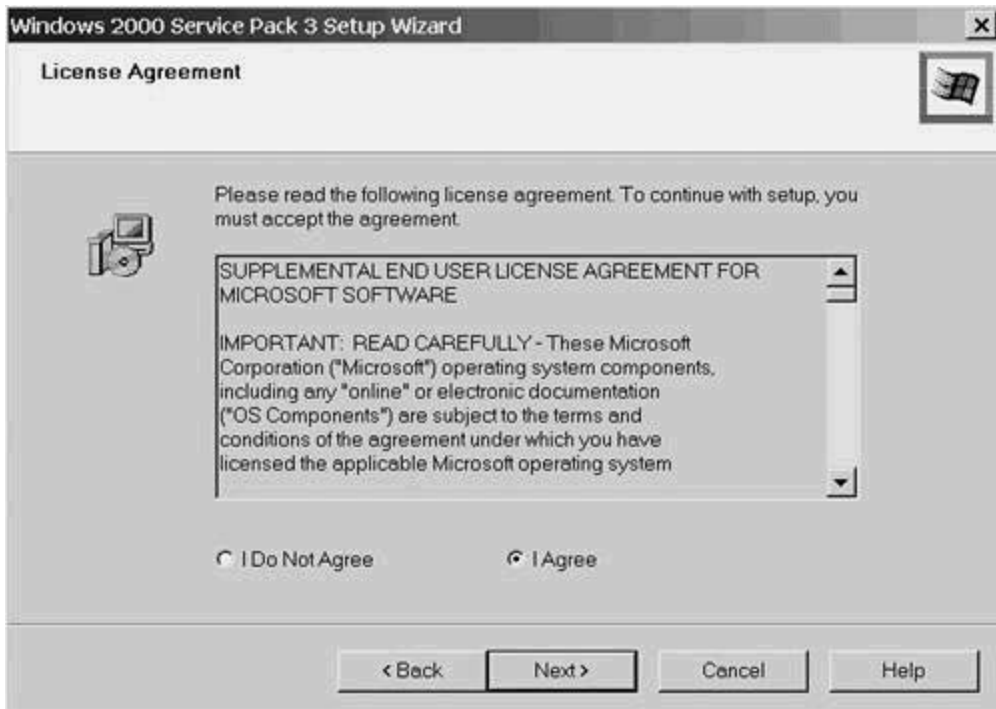 Windows 2000 Service Pack 3 Setup Wizard
License Agreement
Please read the following license agreement. To continue with setup, you
must accept the agreement.
SUPPLEMENTAL END USER LICENSE AGREEMENT FOR
MICROSOFT SOFTWARE
IMPORTANT:  READ CAREFULLY - These Microsoft
Corporation ("Microsoft") operating system components,
including any "online" or electronic documentation
("OS Components") are subject to the terms and
conditions of the agreement under which you have
licensed the applicable Microsoft operating system
I Do Not Agree
I Agree
< Back
Next >
Cancel
Help